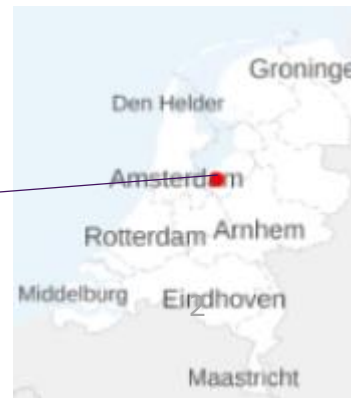 Groninge
Den Helder
Amsterdam
Rotterdam Arnhem
Middelburg Eindhoven
2
Maastricht